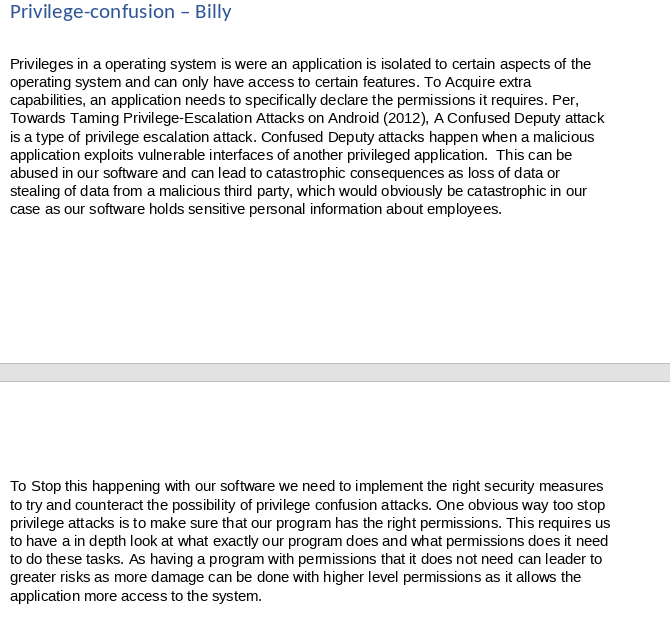 Privilege-confusion – Billy
Privileges in a operating system is were an application is isolated to certain aspects of the
operating system and can only have access to certain features. To Acquire extra
capabilities, an application needs to specifically declare the permissions it requires. Per,
Towards Taming Privilege-Escalation Attacks on Android (2012), A Confused Deputy attack
is a type of privilege escalation attack. Confused Deputy attacks happen when a malicious
application exploits vulnerable interfaces of another privileged application.  This can be
abused in our software and can lead to catastrophic consequences as loss of data or
stealing of data from a malicious third party, which would obviously be catastrophic in our
case as our software holds sensitive personal information about employees.
To Stop this happening with our software we need to implement the right security measures
to try and counteract the possibility of privilege confusion attacks. One obvious way too stop
privilege attacks is to make sure that our program has the right permissions. This requires us
to have a in depth look at what exactly our program does and what permissions does it need
to do these tasks. As having a program with permissions that it does not need can leader to
greater risks as more damage can be done with higher level permissions as it allows the
application more access to the system.